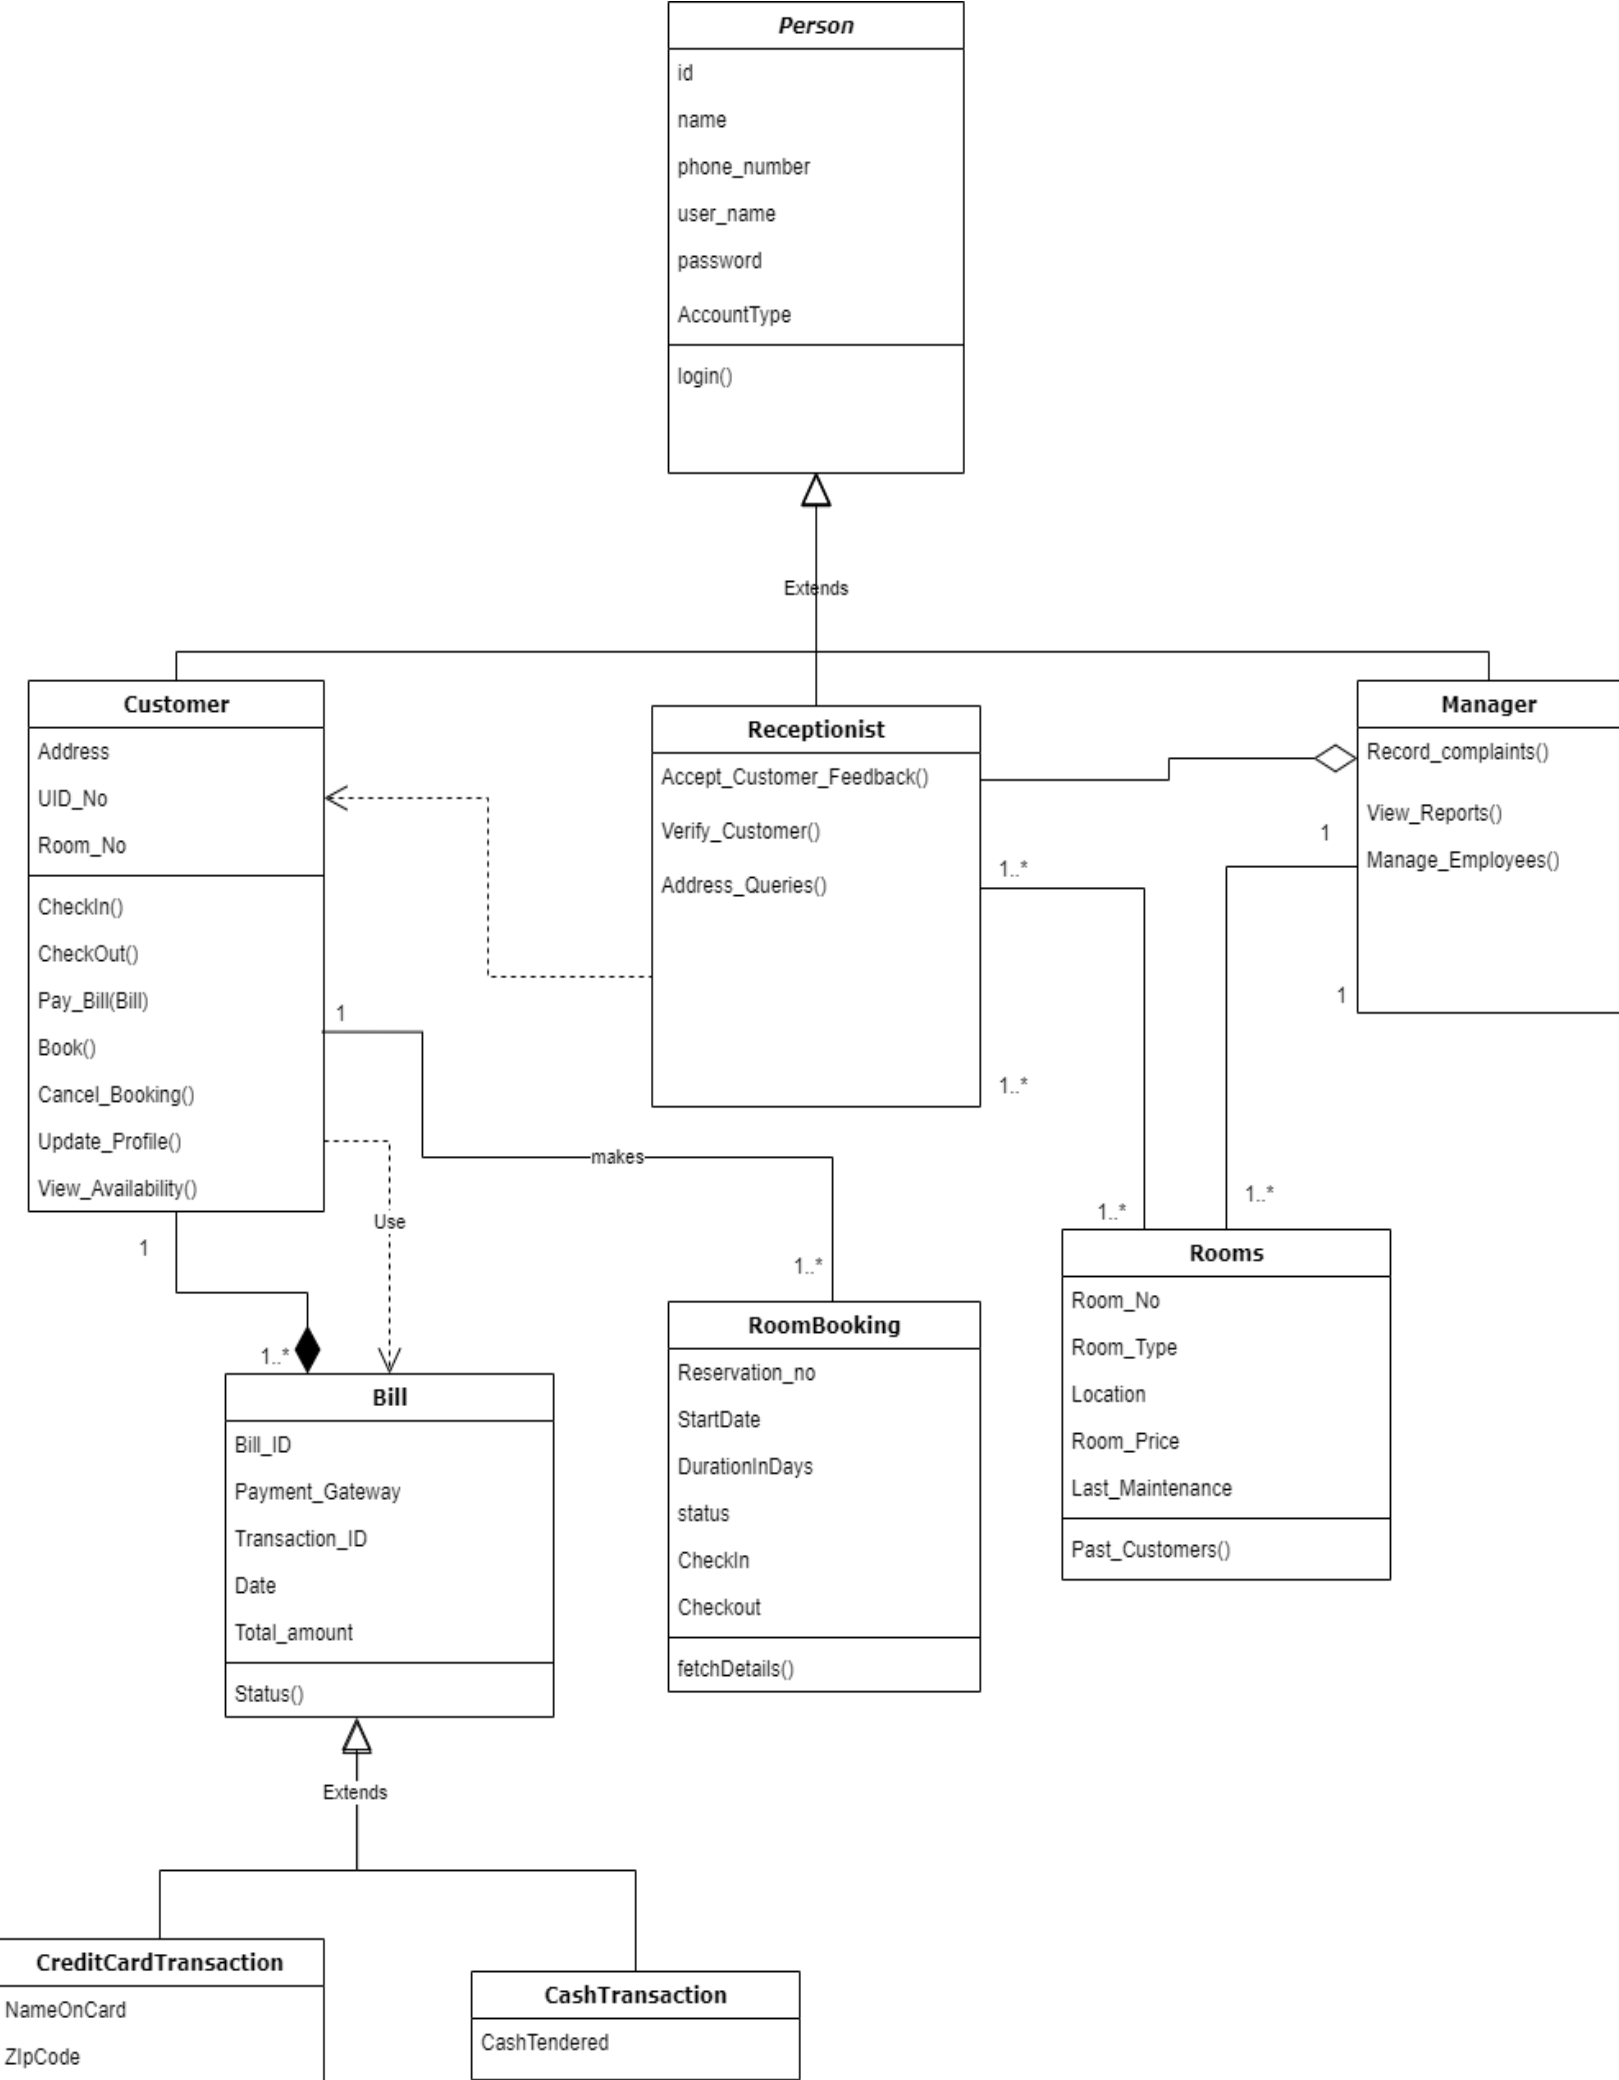 Person
id
name
phone_number
user_name
password
AccountType
login()
Extends
Customer
Address
UID_No
Room_No
CheckIn()
CheckOut()
Pay_Bill(Bill)
Book()
Cancel_Booking()
Update_Profile()
View_Availability()
Receptionist
Accept_Customer_Feedback()
Verify_Customer()
Address_Queries()
Manager
Record_complaints()
View_Reports()
Manage_Employees()
1
1..*
1
1..*
1
makes
1..*
1..*
1..*
Use
1
1..*
Rooms
Room_No
Room_Type
Location
Room_Price
Last_Maintenance
Past_Customers()
RoomBooking
Reservation_no
StartDate
DurationInDays
status
CheckIn
Checkout
fetchDetails()
Bill
Bill_ID
Payment_Gateway
Transaction_ID
Date
Total_amount
Status()
Extends
CreditCardTransaction
NameOnCard
ZIpCode
CashTransaction
CashTendered